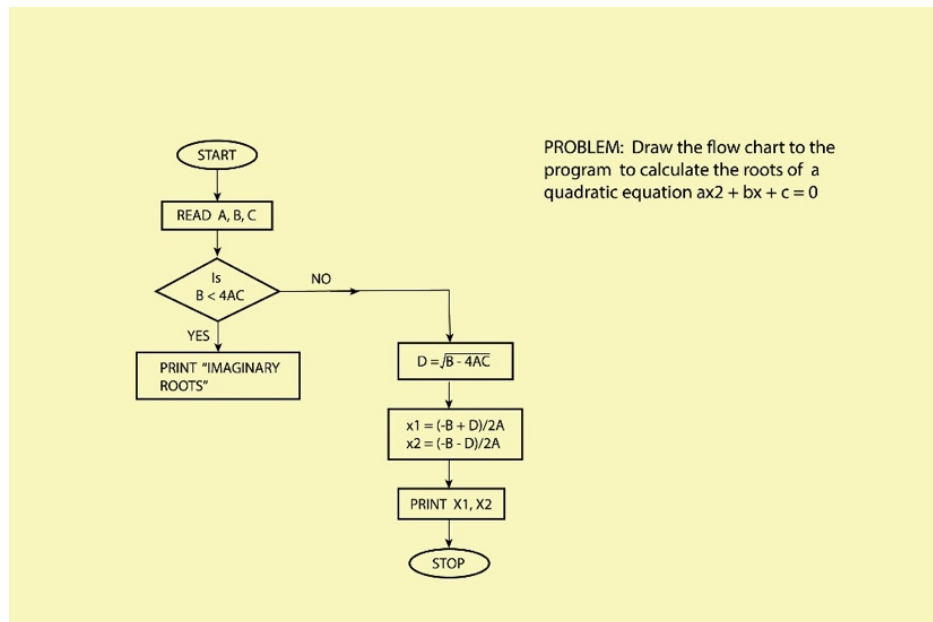 PROBLEM: Draw the flow chart to the
program to calculate the roots of a
quadratic equation ax2 + bx + c = 0
START
READ A, B, C
Is
B < 4AC
NO
YES
PRINT "IMAGINARY
ROOTS"
D = √B - 4AC
x1 = (-B + D)/2A
x2 = (-B - D)/2A
PRINT X1, X2
STOP